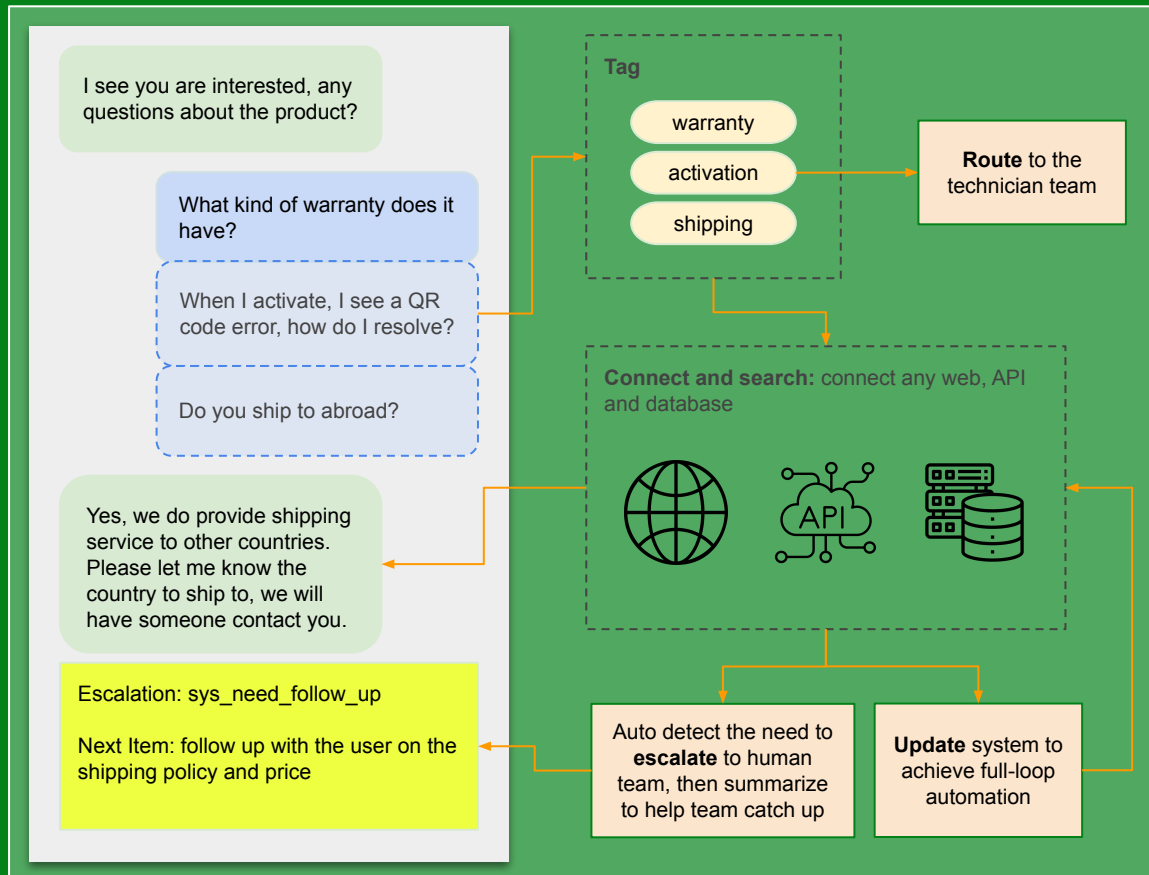 I see you are interested, any
questions about the product?
What kind of warranty does it
have?
When I activate, I see a QR
code error, how do I resolve?
Do you ship to abroad?
Yes, we do provide shipping
service to other countries.
Please let me know the
country to ship to, we will
have someone contact you.
Escalation: sys_need_follow_up
Next Item: follow up with the user on the
shipping policy and price
Tag
warranty
activation
shipping
Route to the
technician team
Connect and search: connect any web, API
and database
API
Auto detect the need to
escalate to human
team, then summarize
to help team catch up
Update system to
achieve full-loop
automation